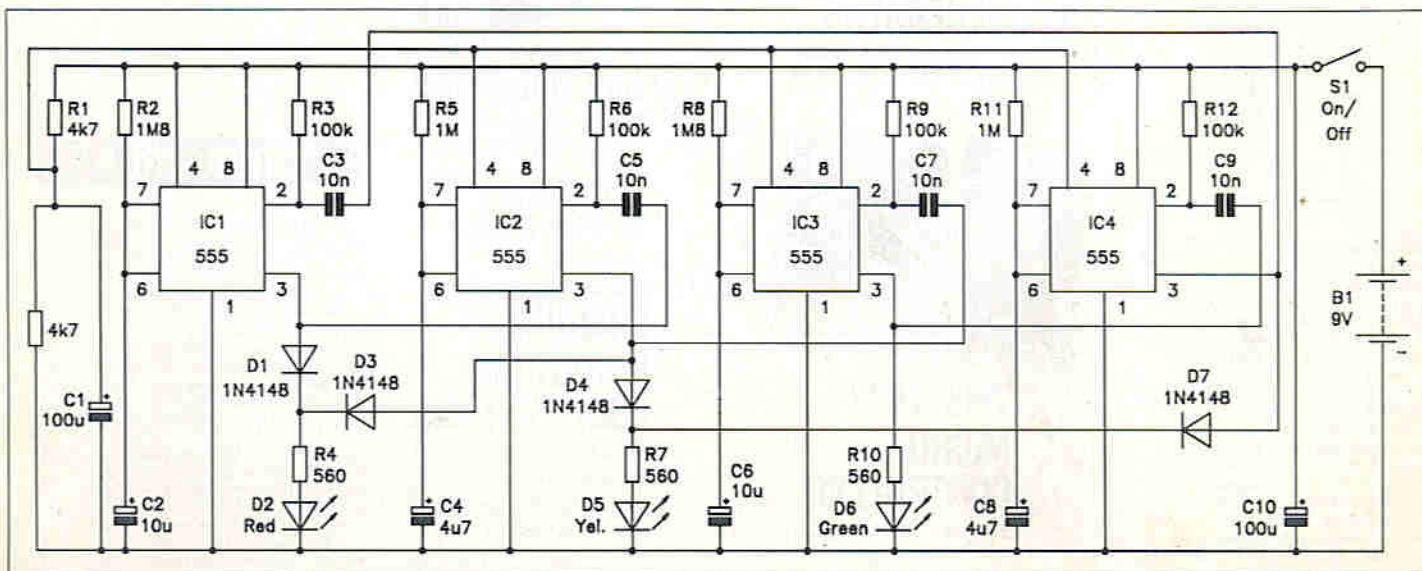 R1
4k7
R2
1M8
R3
100k
R5
1M
R6
100k
R8
1M8
R9
100k
R11
1M
R12
100k
S1
On/
Off
C3
10n
C5
10n
C7
10n
C9
10n
4
8
7
2
IC1
555
6
3
1
4
8
7
2
IC2
555
6
3
1
4
8
7
2
IC3
555
6
3
1
4
8
7
2
IC4
555
6
3
1
+
B1
9V
-
4k7
C1
+
100u
D1
1N4148
D3
1N4148
D4
1N4148
D7
1N4148
R4
560
R7
560
R10
560
+
C2
10u
D2
Red
+
C4
4u7
D5
Yel.
C6
+
10u
D6
Green
+
C8
4u7
+
C10
100u